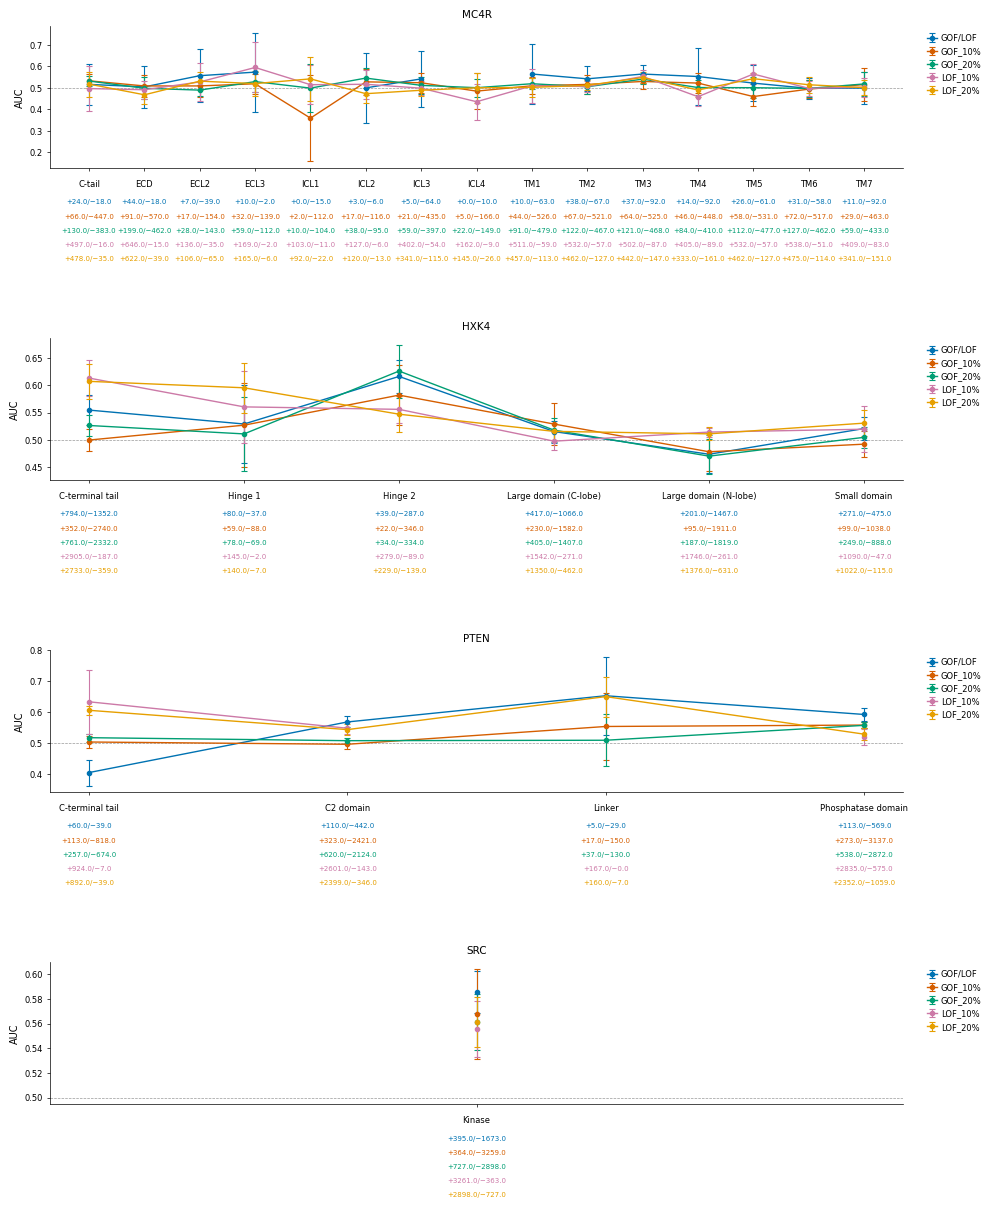 MC4R
AUC
0.7
0.6
0.5
0.4
0.3
0.2
GOF/LOF
GOF_10%
GOF_20%
LOF_10%
LOF_20%
C-tail ECD ECL2 ECL3 ICL1 ICL2 ICL3 ICL4 TM1 TM2 TM3 TM4 TM5 TM6 TM7
+24.0/−18.0 +44.0/−18.0 +7.0/−39.0 +10.0/−2.0 +0.0/−15.0 +3.0/−6.0 +5.0/−64.0 +0.0/−10.0 +10.0/−63.0 +38.0/−67.0 +37.0/−92.0 +14.0/−92.0 +26.0/−61.0 +31.0/−58.0 +11.0/−92.0
+66.0/−447.0 +91.0/−570.0 +17.0/−154.0 +32.0/−139.0 +2.0/−112.0 +17.0/−116.0 +21.0/−435.0 +5.0/−166.0 +44.0/−526.0 +67.0/−521.0 +64.0/−525.0 +46.0/−448.0 +58.0/−531.0 +72.0/−517.0 +29.0/−463.0
+130.0/−383.0 +199.0/−462.0 +28.0/−143.0 +59.0/−112.0 +10.0/−104.0 +38.0/−95.0 +59.0/−397.0 +22.0/−149.0 +91.0/−479.0 +122.0/−467.0 +121.0/−468.0 +84.0/−410.0 +112.0/−477.0 +127.0/−462.0 +59.0/−433.0
+497.0/−16.0 +646.0/−15.0 +136.0/−35.0 +169.0/−2.0 +103.0/−11.0 +127.0/−6.0 +402.0/−54.0 +162.0/−9.0 +511.0/−59.0 +532.0/−57.0 +502.0/−87.0 +405.0/−89.0 +532.0/−57.0 +538.0/−51.0 +409.0/−83.0
+478.0/−35.0 +622.0/−39.0 +106.0/−65.0 +165.0/−6.0 +92.0/−22.0 +120.0/−13.0 +341.0/−115.0 +145.0/−26.0 +457.0/−113.0 +462.0/−127.0 +442.0/−147.0 +333.0/−161.0 +462.0/−127.0 +475.0/−114.0 +341.0/−151.0
HXK4
AUC
0.65
0.60
0.55
0.50
0.45
GOF/LOF
GOF_10%
GOF_20%
LOF_10%
LOF_20%
C-terminal tail Hinge 1 Hinge 2 Large domain (C-lobe) Large domain (N-lobe) Small domain
+794.0/−1352.0 +80.0/−37.0 +39.0/−287.0 +417.0/−1066.0 +201.0/−1467.0 +271.0/−475.0
+352.0/−2740.0 +59.0/−88.0 +22.0/−346.0 +230.0/−1582.0 +95.0/−1911.0 +99.0/−1038.0
+761.0/−2332.0 +78.0/−69.0 +34.0/−334.0 +405.0/−1407.0 +187.0/−1819.0 +249.0/−888.0
+2905.0/−187.0 +145.0/−2.0 +279.0/−89.0 +1542.0/−271.0 +1746.0/−261.0 +1090.0/−47.0
+2733.0/−359.0 +140.0/−7.0 +229.0/−139.0 +1350.0/−462.0 +1376.0/−631.0 +1022.0/−115.0
PTEN
AUC
0.8
0.7
0.6
0.5
0.4
GOF/LOF
GOF_10%
GOF_20%
LOF_10%
LOF_20%
C-terminal tail C2 domain Linker Phosphatase domain
+60.0/−39.0 +110.0/−442.0 +5.0/−29.0 +113.0/−569.0
+113.0/−818.0 +323.0/−2421.0 +17.0/−150.0 +273.0/−3137.0
+257.0/−674.0 +620.0/−2124.0 +37.0/−130.0 +538.0/−2872.0
+924.0/−7.0 +2601.0/−143.0 +167.0/−0.0 +2835.0/−575.0
+892.0/−39.0 +2399.0/−346.0 +160.0/−7.0 +2352.0/−1059.0
SRC
AUC
0.60
0.58
0.56
0.54
0.52
0.50
GOF/LOF
GOF_10%
GOF_20%
LOF_10%
LOF_20%
Kinase
+395.0/−1673.0
+364.0/−3259.0
+727.0/−2898.0
+3261.0/−363.0
+2898.0/−727.0